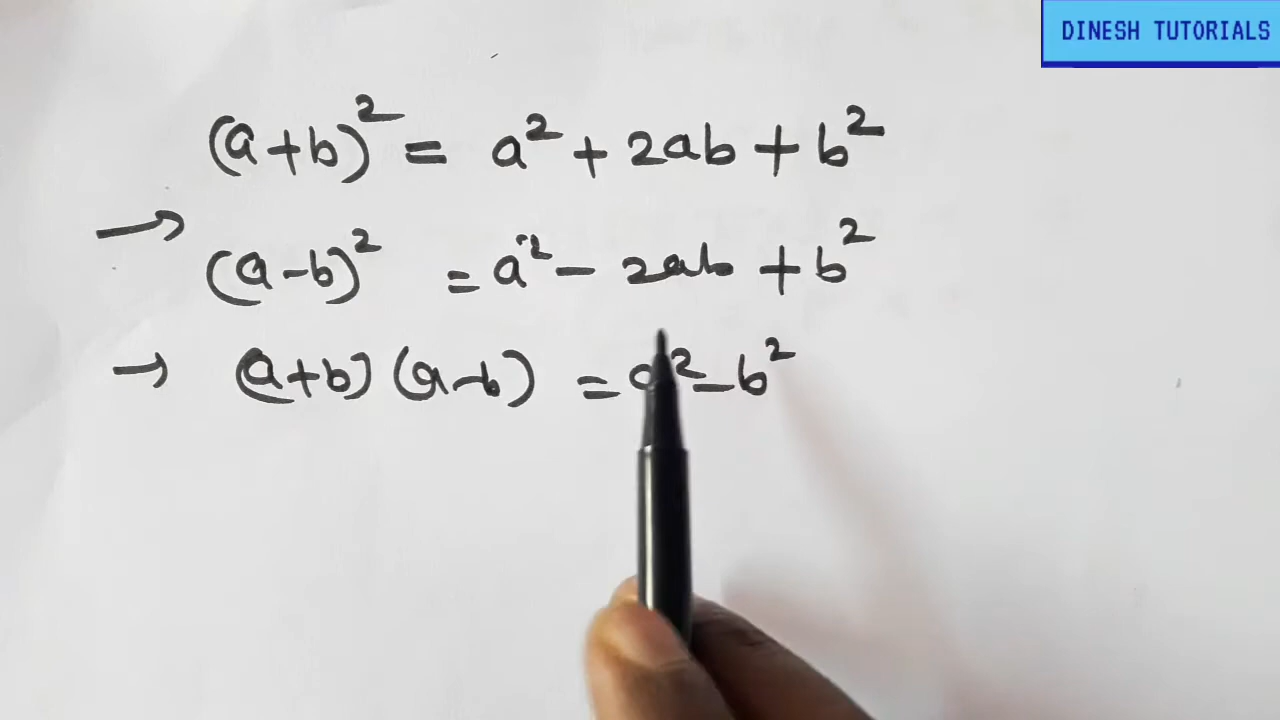 DINESH TUTORIALS
(a+b)² = a² + 2ab + b²
→
(a-b)² = a² - 2ab + b²
→ (a+b) (a-b) = a² - b²